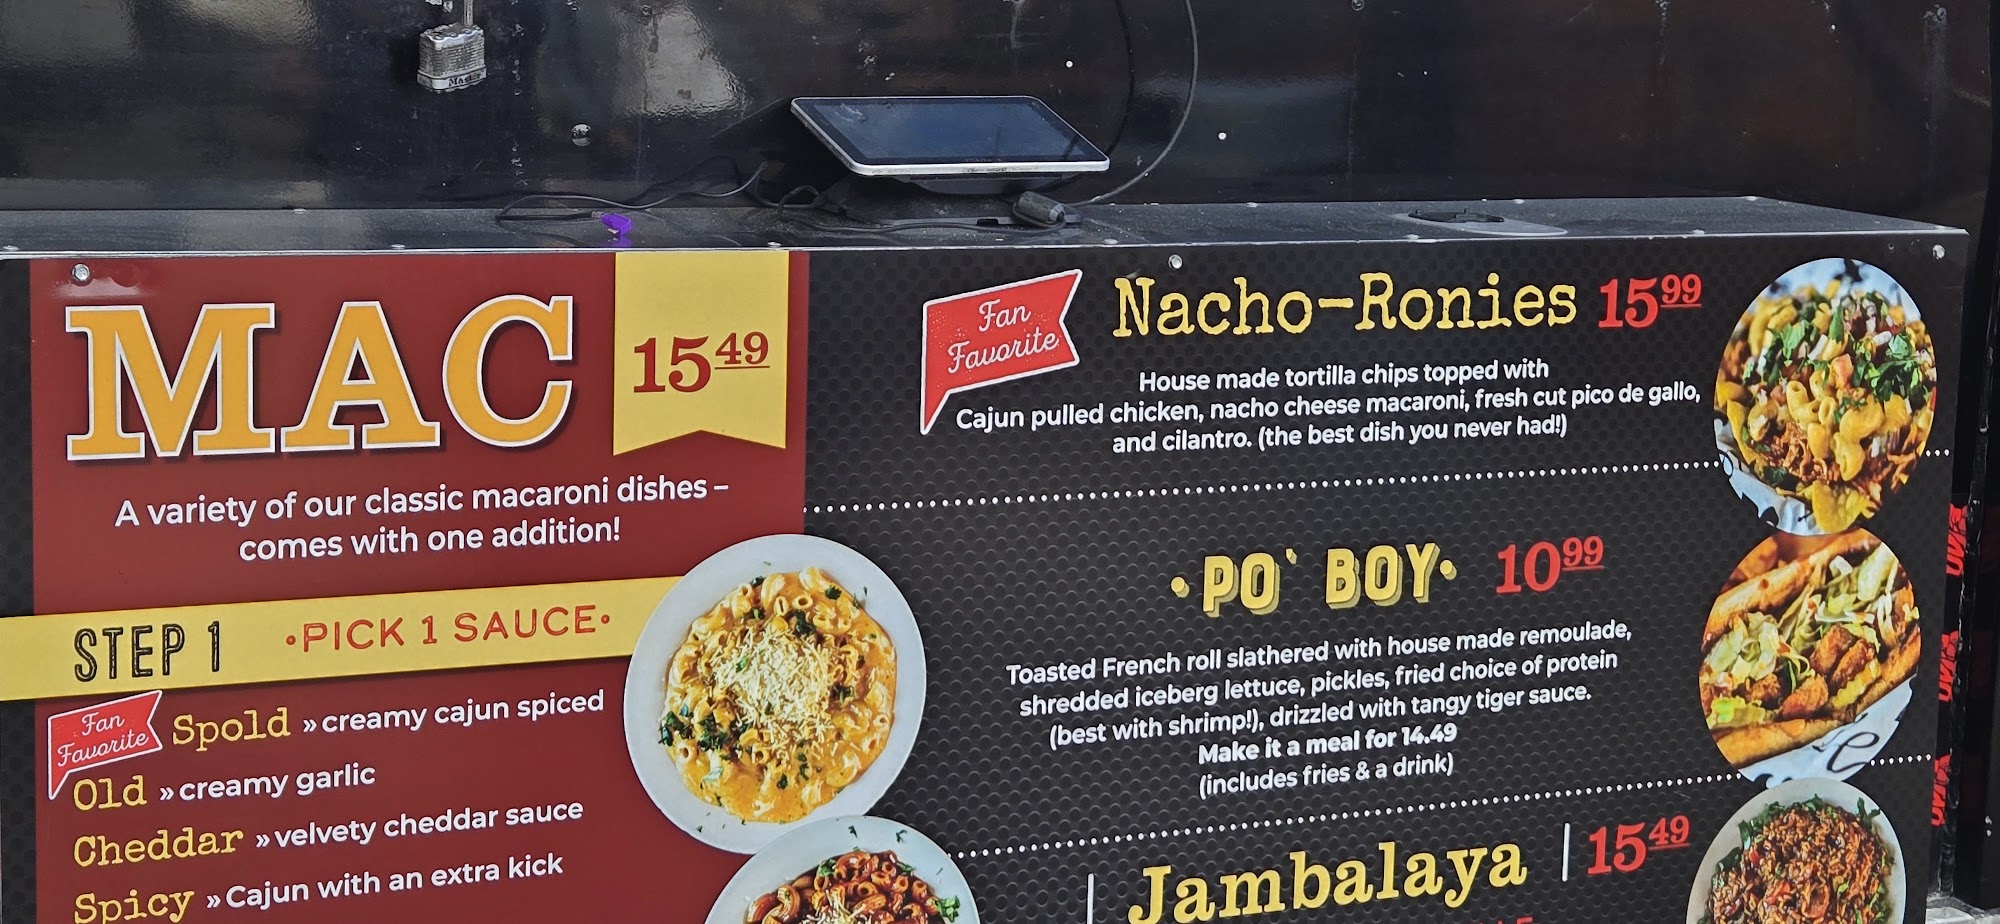 Master
MAC
15.49
A variety of our classic macaroni dishes –
comes with one addition!
STEP 1 •PICK 1 SAUCE•
Fan
Favorite
Spold » creamy cajun spiced
Old » creamy garlic
Cheddar » velvety cheddar sauce
Spicy » Cajun with an extra kick
Fan
Favorite
Nacho-Ronies 15 99
House made tortilla chips topped with
Cajun pulled chicken, nacho cheese macaroni, fresh cut pico de gallo,
and cilantro. (the best dish you never had!)
•PO' BOY• 10 99
Toasted French roll slathered with house made remoulade,
shredded iceberg lettuce, pickles, fried choice of protein
(best with shrimp!), drizzled with tangy tiger sauce.
Make it a meal for 14.49
(includes fries & a drink)
Jambalaya | 15 49